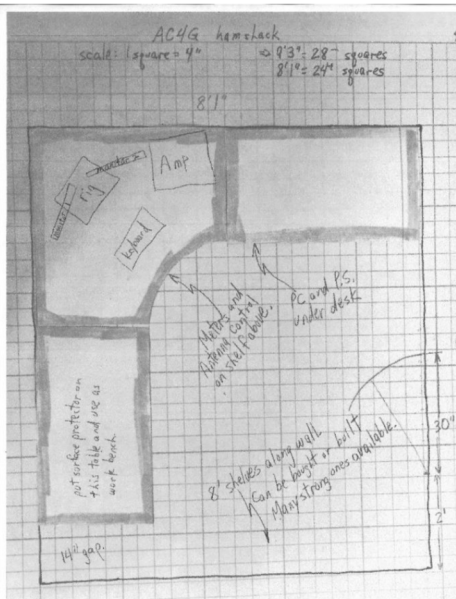 AC4G hamshack
scale: 1 square = 4"
⇒ 9'3" = 28⁻ squares
8'1" = 24⁺ squares
8'1"
monitor
Amp
rig
monitor
keyboard
Meters and
Antenna Control
on shelf above.
PC and P.S.
under desk
put surface protector on
this table and use as
work bench.
8' shelves along wall
Can be bought or built
Many strong ones available.
30"
2'
14" gap.